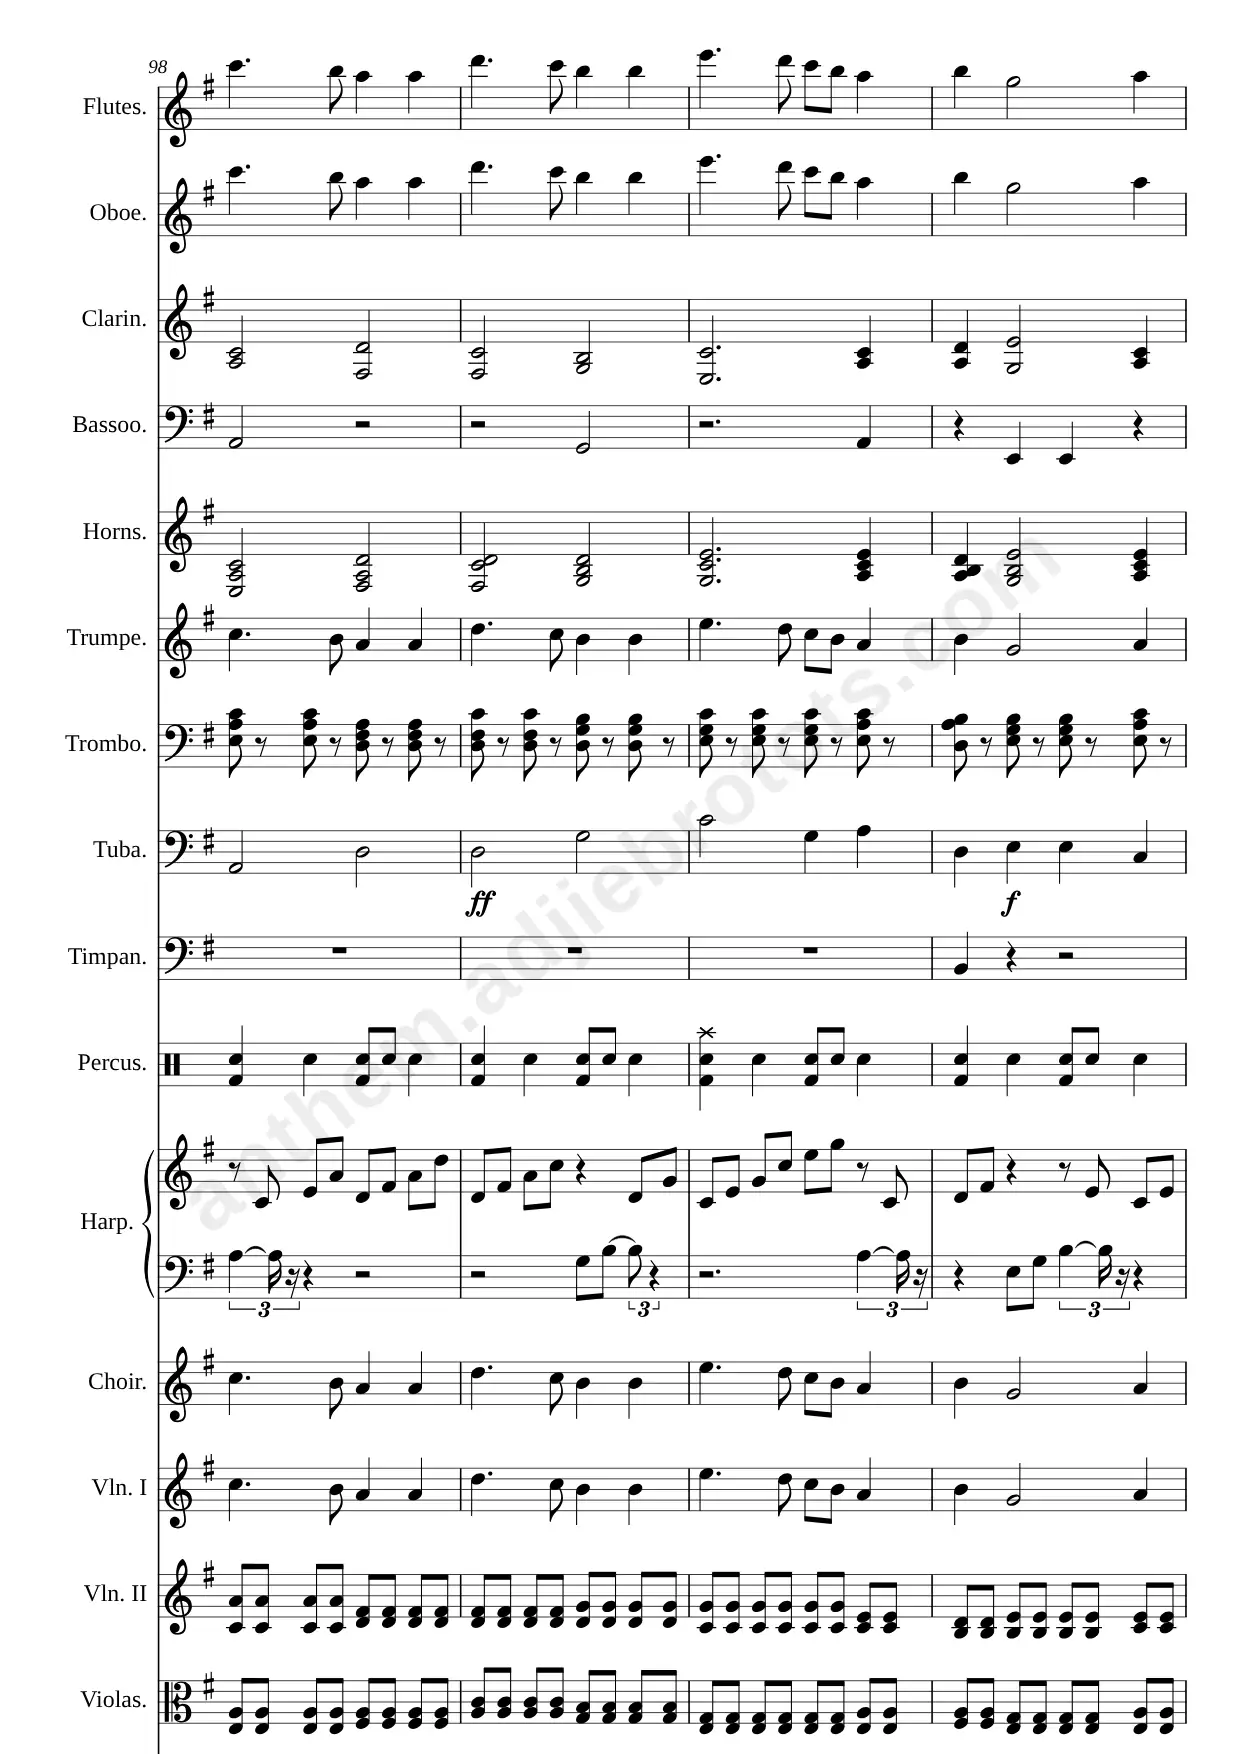 98
Flutes.
Oboe.
Clarin.
Bassoo.
Horns.
Trumpe.
Trombo.
Tuba.
ff f
Timpan.
Percus.
Harp.
3 3 3 3
Choir.
Vln. I
Vln. II
Violas.
anthem.adjiebrotots.com